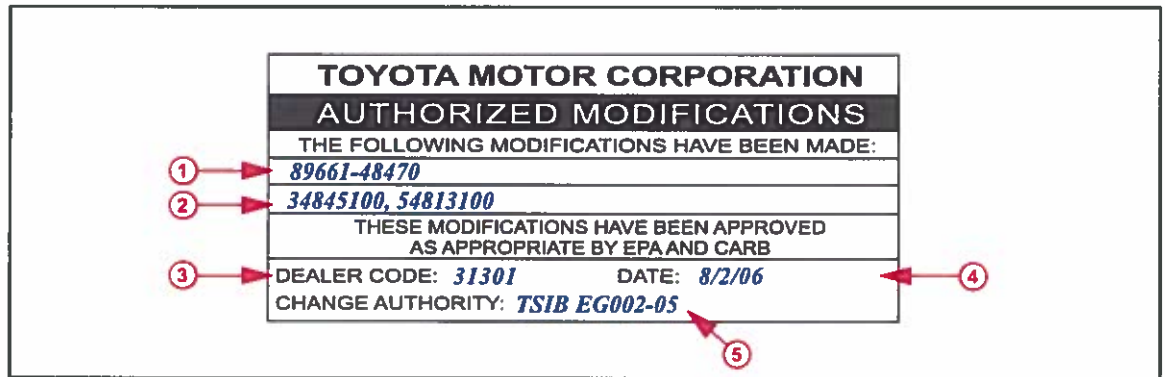 TOYOTA MOTOR CORPORATION
AUTHORIZED MODIFICATIONS
THE FOLLOWING MODIFICATIONS HAVE BEEN MADE:
1 89661-48470
2 34845100, 54813100
THESE MODIFICATIONS HAVE BEEN APPROVED
AS APPROPRIATE BY EPA AND CARB
3 DEALER CODE: 31301 DATE: 8/2/06 4
CHANGE AUTHORITY: TSIB EG002-05
5